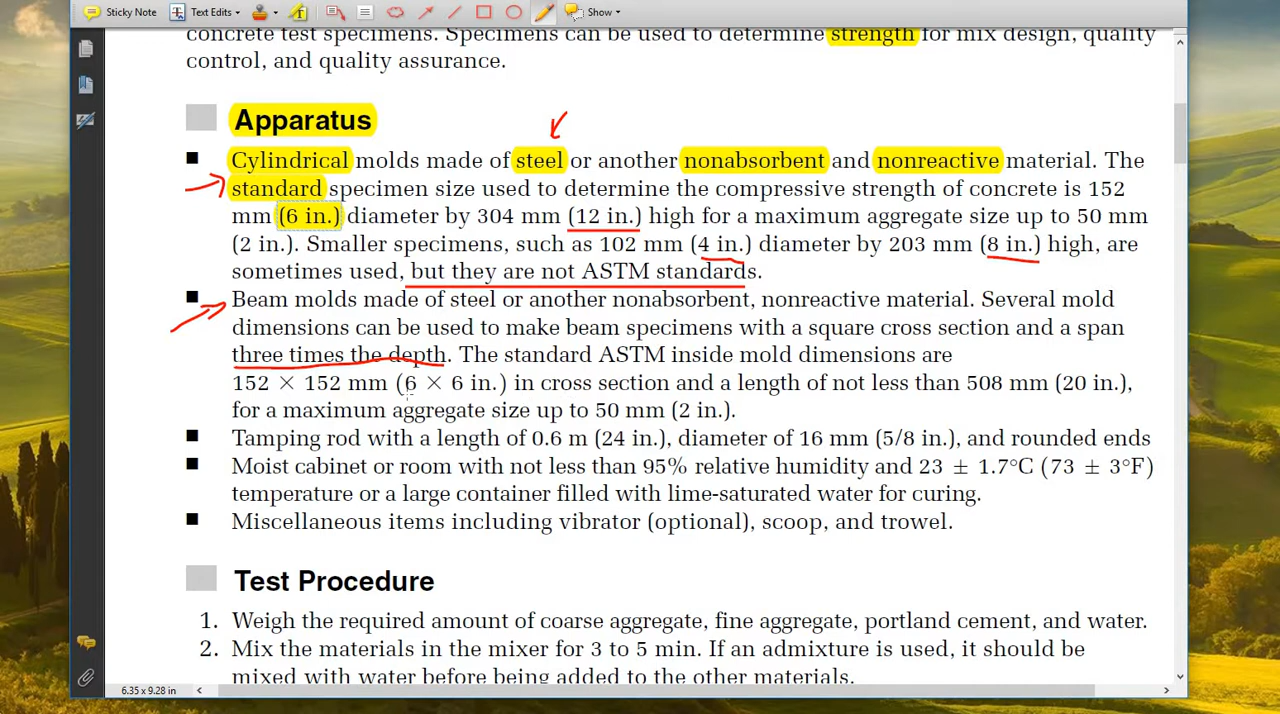 Sticky Note Text Edits Show
concrete test specimens. Specimens can be used to determine strength for mix design, quality
control, and quality assurance.
Apparatus
■ Cylindrical molds made of steel or another nonabsorbent and nonreactive material. The
standard specimen size used to determine the compressive strength of concrete is 152
mm (6 in.) diameter by 304 mm (12 in.) high for a maximum aggregate size up to 50 mm
(2 in.). Smaller specimens, such as 102 mm (4 in.) diameter by 203 mm (8 in.) high, are
sometimes used, but they are not ASTM standards.
■ Beam molds made of steel or another nonabsorbent, nonreactive material. Several mold
dimensions can be used to make beam specimens with a square cross section and a span
three times the depth. The standard ASTM inside mold dimensions are
152 × 152 mm (6 × 6 in.) in cross section and a length of not less than 508 mm (20 in.),
for a maximum aggregate size up to 50 mm (2 in.).
■ Tamping rod with a length of 0.6 m (24 in.), diameter of 16 mm (5/8 in.), and rounded ends
■ Moist cabinet or room with not less than 95% relative humidity and 23 ± 1.7°C (73 ± 3°F)
temperature or a large container filled with lime-saturated water for curing.
■ Miscellaneous items including vibrator (optional), scoop, and trowel.
Test Procedure
1. Weigh the required amount of coarse aggregate, fine aggregate, portland cement, and water.
2. Mix the materials in the mixer for 3 to 5 min. If an admixture is used, it should be
mixed with water before being added to the other materials.
6.35 x 9.28 in